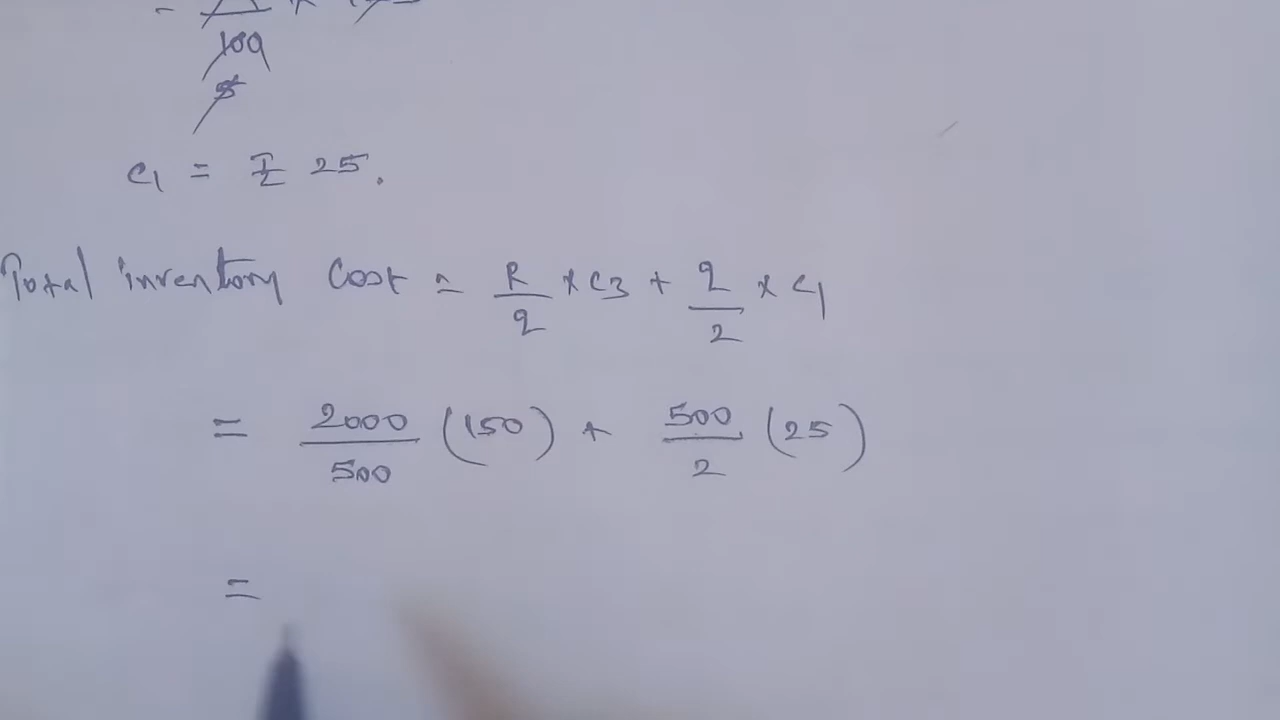 100
5
C1 = ₹ 25.
Total inventory cost = R/q × C3 + q/2 × C1
= 2000/500 (150) + 500/2 (25)
=